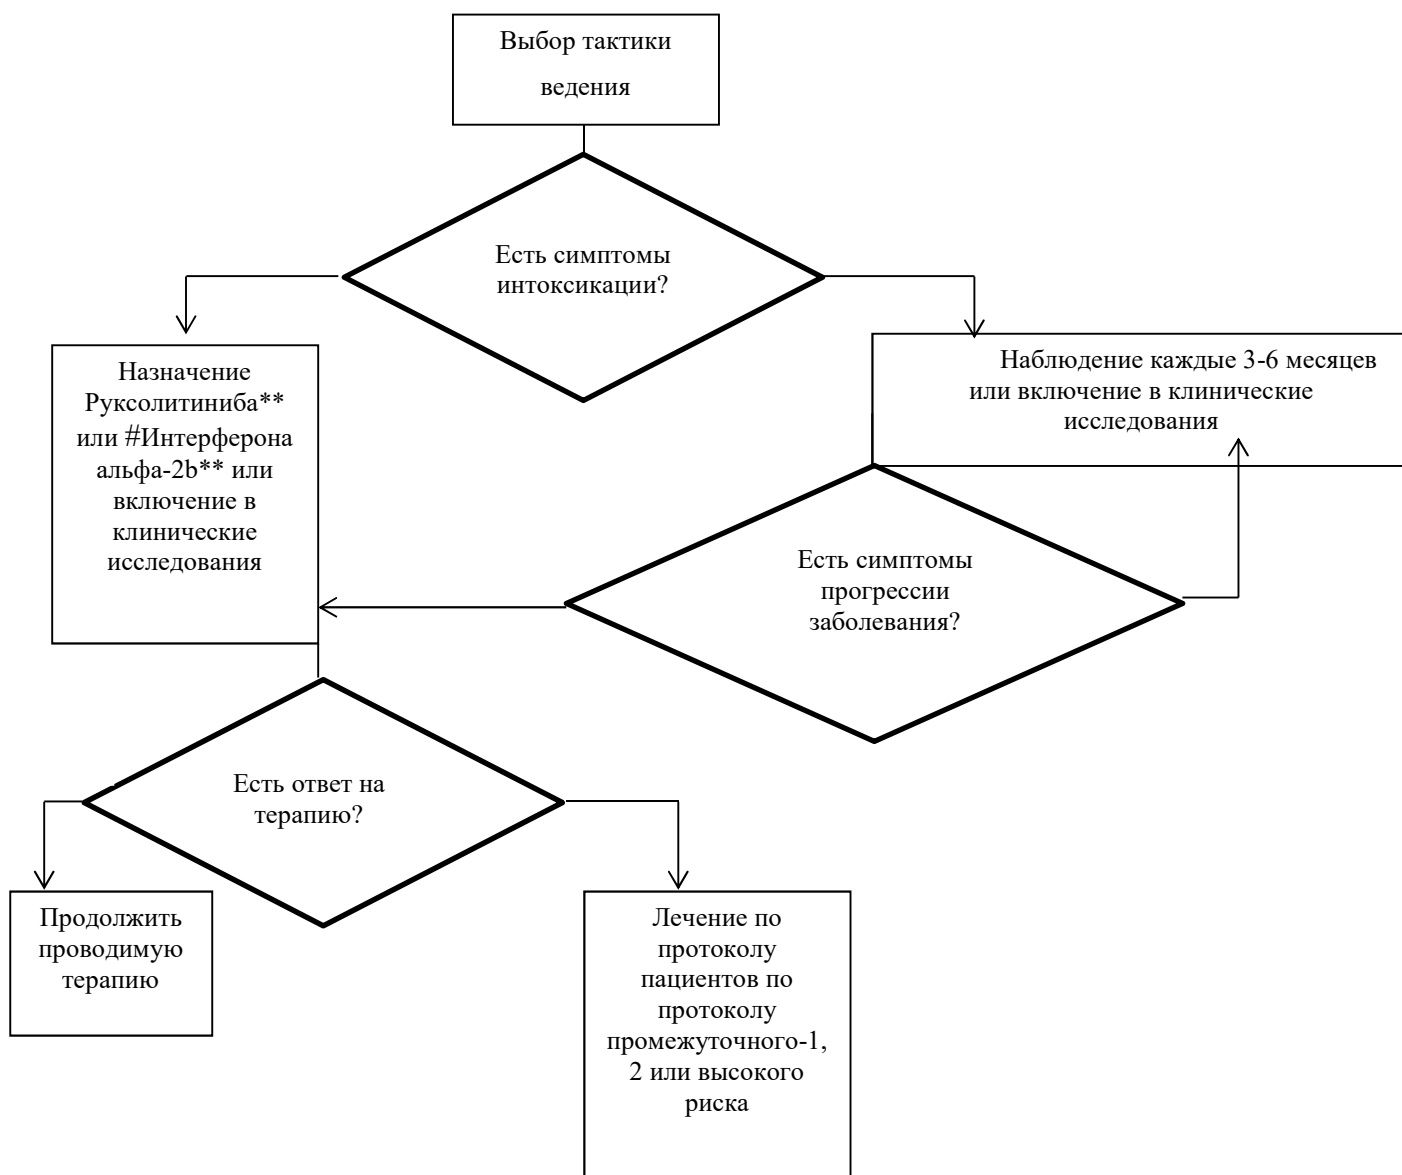 Выбор тактики
ведения
Есть симптомы
интоксикации?
Назначение
Руксолитиниба**
или #Интерферона
альфа-2b** или
включение в
клинические
исследования
Наблюдение каждые 3-6 месяцев
или включение в клинические
исследования
Есть симптомы
прогрессии
заболевания?
Есть ответ на
терапию?
Продолжить
проводимую
терапию
Лечение по
протоколу
пациентов по
протоколу
промежуточного-1,
2 или высокого
риска